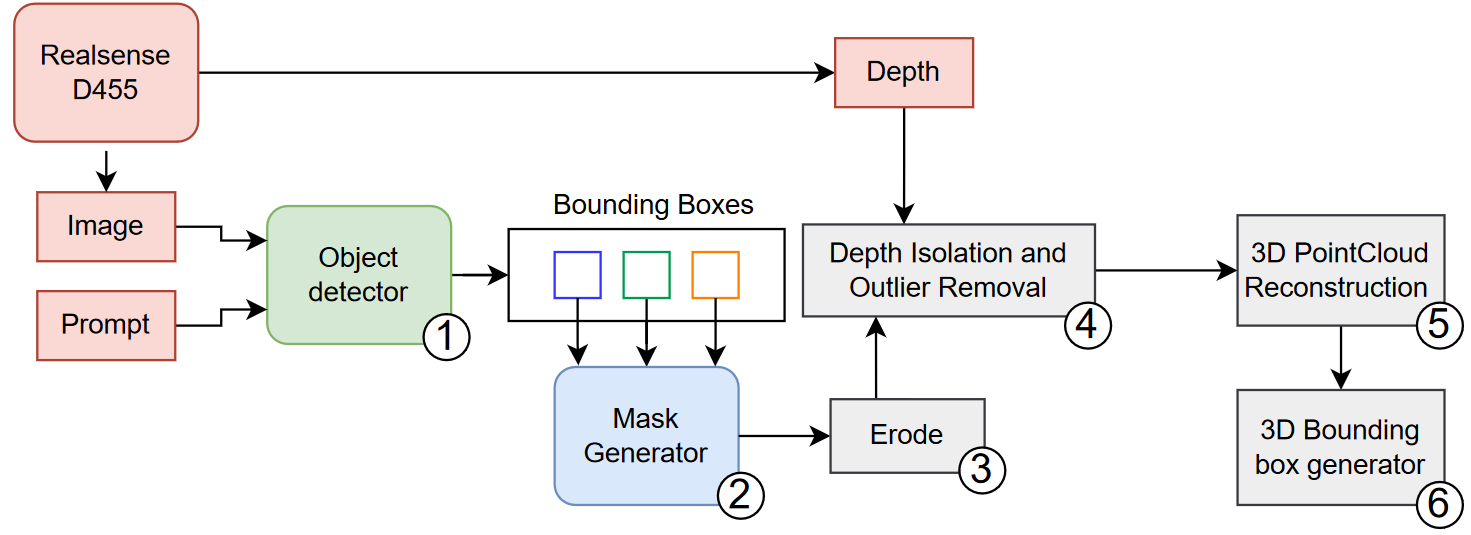 Realsense
D455
Depth
Image
Prompt
Object
detector
1
Bounding Boxes
Mask
Generator
2
Erode
3
Depth Isolation and
Outlier Removal
4
3D PointCloud
Reconstruction
5
3D Bounding
box generator
6